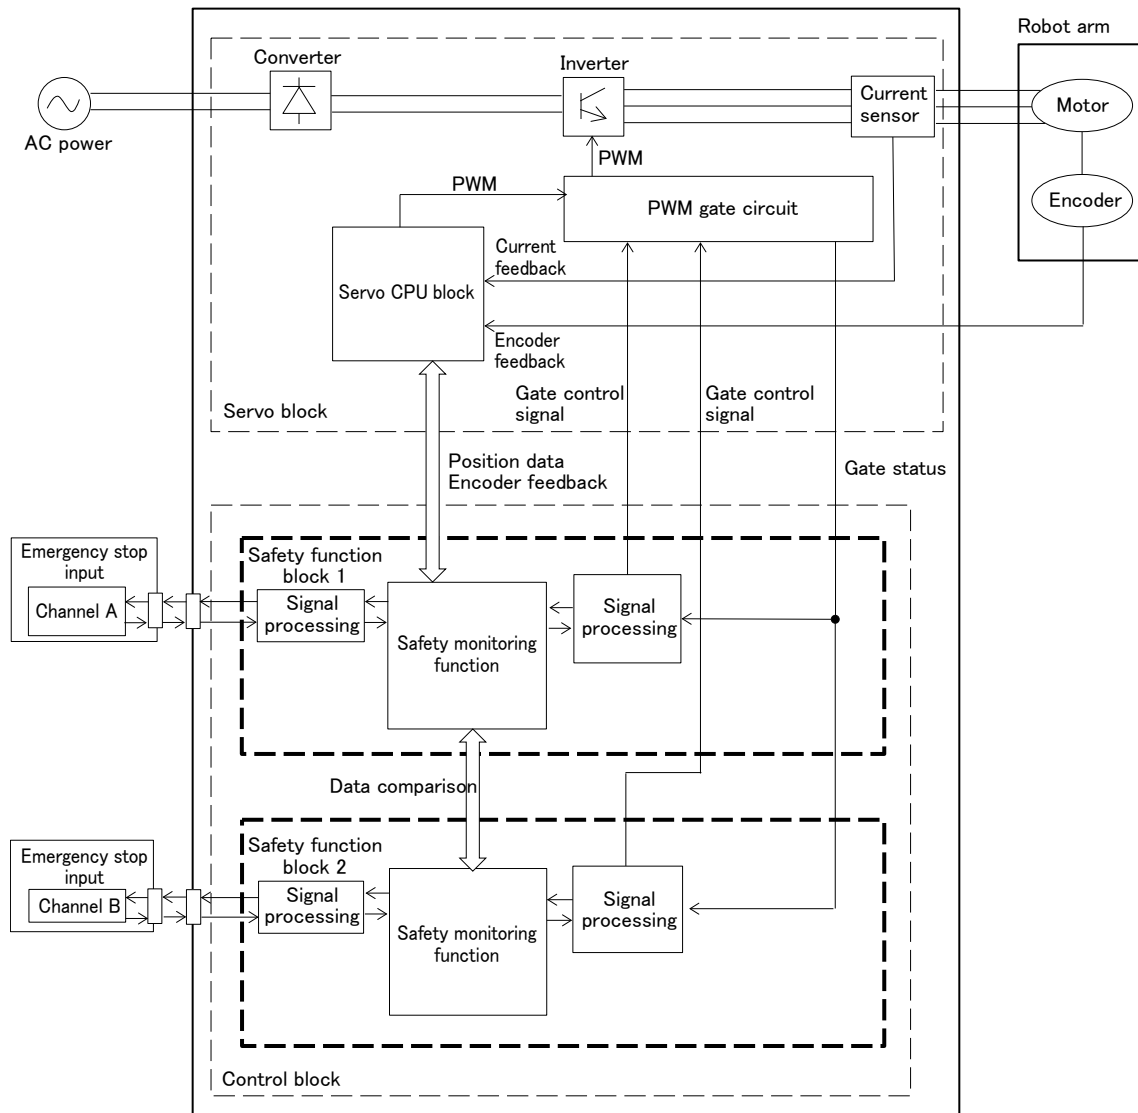 Robot arm
Converter
Inverter
Current
sensor
Motor
AC power
PWM
PWM
PWM gate circuit
Encoder
Current
feedback
Servo CPU block
Encoder
feedback
Gate control
signal
Gate control
signal
Servo block
Position data
Encoder feedback
Gate status
Emergency stop
input
Channel A
Safety function
block 1
Signal
processing
Safety monitoring
function
Signal
processing
Data comparison
Emergency stop
input
Channel B
Safety function
block 2
Signal
processing
Safety monitoring
function
Signal
processing
Control block